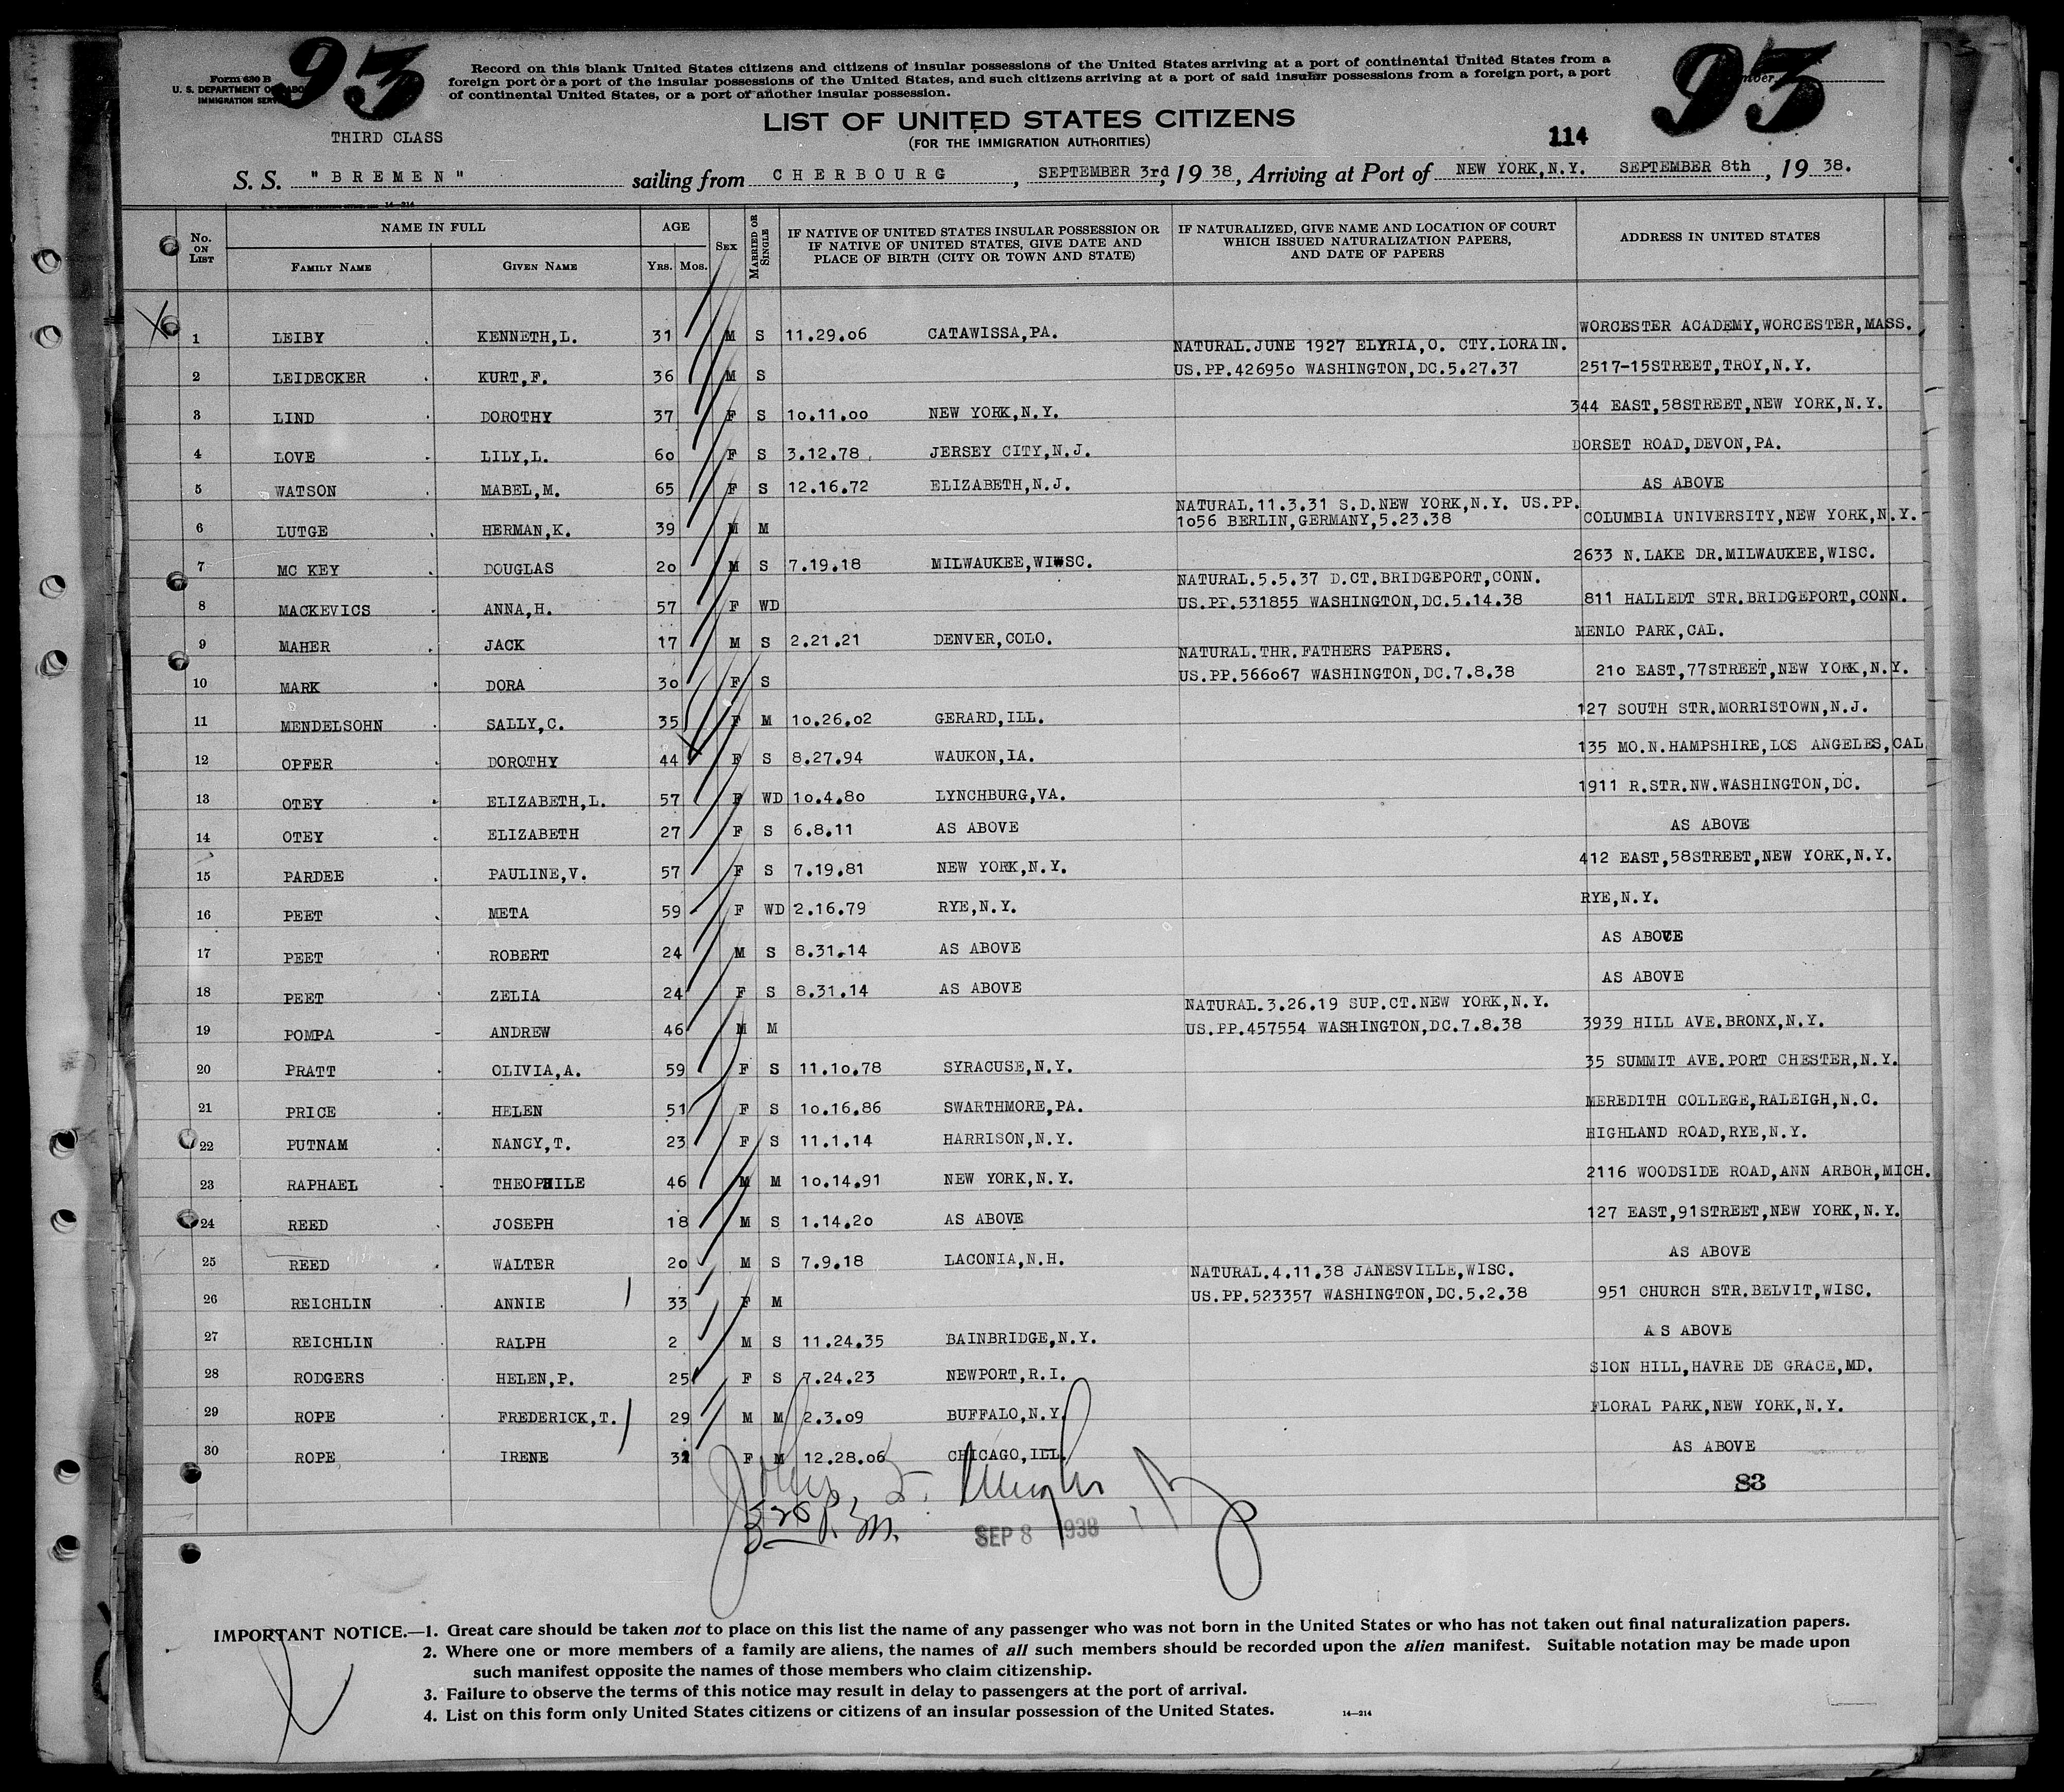 93
93
Form 630 B
U. S. DEPARTMENT OF LABOR
IMMIGRATION SERVICE
Record on this blank United States citizens and citizens of insular possessions of the United States arriving at a port of continental United States from a
foreign port or a port of the insular possessions of the United States, and such citizens arriving at a port of said insular possessions from a foreign port, a port
of continental United States, or a port of another insular possession.
LIST OF UNITED STATES CITIZENS
(FOR THE IMMIGRATION AUTHORITIES)
THIRD CLASS
114
S. S. "BREMEN" sailing from CHERBOURG, SEPTEMBER 3rd, 19 38, Arriving at Port of NEW YORK,N.Y. SEPTEMBER 8th, 19 38.
No. ON LIST NAME IN FULL FAMILY NAME GIVEN NAME AGE YRS. MOS. SEX MARRIED OR SINGLE IF NATIVE OF UNITED STATES INSULAR POSSESSION OR IF NATIVE OF UNITED STATES, GIVE DATE AND PLACE OF BIRTH (CITY OR TOWN AND STATE) IF NATURALIZED, GIVE NAME AND LOCATION OF COURT WHICH ISSUED NATURALIZATION PAPERS, AND DATE OF PAPERS ADDRESS IN UNITED STATES
1 LEIBY KENNETH,L. 31 M S 11.29.06 CATAWISSA,PA. WORCESTER ACADEMY,WORCESTER,MASS.
NATURAL.JUNE 1927 ELYRIA,O. CTY.LORAIN.
2 LEIDECKER KURT,F. 36 M S US.PP.426950 WASHINGTON,DC.5.27.37 2517-15STREET,TROY,N.Y.
3 LIND DOROTHY 37 F S 10.11.00 NEW YORK,N.Y. 344 EAST,58STREET,NEW YORK,N.Y.
4 LOVE LILY,L. 60 F S 3.12.78 JERSEY CITY,N.J. DORSET ROAD,DEVON,PA.
5 WATSON MABEL,M. 65 F S 12.16.72 ELIZABETH,N.J. AS ABOVE
NATURAL.11.3.31 S.D.NEW YORK,N.Y. US.PP.
6 LUTGE HERMAN,K. 39 M M 1056 BERLIN,GERMANY,5.23.38 COLUMBIA UNIVERSITY,NEW YORK,N.Y.
7 MC KEY DOUGLAS 20 M S 7.19.18 MILWAUKEE,WIWSC. 2633 N.LAKE DR.MILWAUKEE,WISC.
NATURAL.5.5.37 D.CT.BRIDGEPORT,CONN.
8 MACKEVICS ANNA,H. 57 F WD US.PP.531855 WASHINGTON,DC.5.14.38 811 HALLEDT STR.BRIDGEPORT,CONN.
9 MAHER JACK 17 M S 2.21.21 DENVER,COLO. MENLO PARK,CAL.
NATURAL.THR.FATHERS PAPERS.
10 MARK DORA 30 F S US.PP.566067 WASHINGTON,DC.7.8.38 210 EAST,77STREET,NEW YORK,N.Y.
11 MENDELSOHN SALLY,C. 35 F M 10.26.02 GERARD,ILL. 127 SOUTH STR.MORRISTOWN,N.J.
12 OPFER DOROTHY 44 F S 8.27.94 WAUKON,IA. 135 MO.N.HAMPSHIRE,LOS ANGELES,CAL
13 OTEY ELIZABETH,L. 57 F WD 10.4.80 LYNCHBURG,VA. 1911 R.STR.NW.WASHINGTON,DC.
14 OTEY ELIZABETH 27 F S 6.8.11 AS ABOVE AS ABOVE
15 PARDEE PAULINE,V. 57 F S 7.19.81 NEW YORK,N.Y. 412 EAST,58STREET,NEW YORK,N.Y.
16 PEET META 59 F WD 2.16.79 RYE,N.Y. RYE,N.Y.
17 PEET ROBERT 24 M S 8.31.14 AS ABOVE AS ABOVE
18 PEET ZELIA 24 F S 8.31.14 AS ABOVE AS ABOVE
NATURAL.3.26.19 SUP.CT.NEW YORK,N.Y.
19 POMPA ANDREW 46 M M US.PP.457554 WASHINGTON,DC.7.8.38 3939 HILL AVE.BRONX,N.Y.
20 PRATT OLIVIA,A. 59 F S 11.10.78 SYRACUSE,N.Y. 35 SUMMIT AVE.PORT CHESTER,N.Y.
21 PRICE HELEN 51 F S 10.16.86 SWARTHMORE,PA. MEREDITH COLLEGE,RALEIGH,N.C.
22 PUTNAM NANCY,T. 23 F S 11.1.14 HARRISON,N.Y. HIGHLAND ROAD,RYE,N.Y.
23 RAPHAEL THEOPHILE 46 M M 10.14.91 NEW YORK,N.Y. 2116 WOODSIDE ROAD,ANN ARBOR,MICH.
24 REED JOSEPH 18 M S 1.14.20 AS ABOVE 127 EAST,91STREET,NEW YORK,N.Y.
25 REED WALTER 20 M S 7.9.18 LACONIA,N.H. AS ABOVE
NATURAL.4.11.38 JANESVILLE,WISC.
26 REICHLIN ANNIE 33 F M US.PP.523357 WASHINGTON,DC.5.2.38 951 CHURCH STR.BELVIT,WISC.
27 REICHLIN RALPH 2 M S 11.24.35 BAINBRIDGE,N.Y. AS ABOVE
28 RODGERS HELEN,P. 25 F S 7.24.23 NEWPORT,R.I. SION HILL,HAVRE DE GRACE,MD.
29 ROPE FREDERICK,T. 29 M M 2.3.09 BUFFALO,N.Y. FLORAL PARK,NEW YORK,N.Y.
30 ROPE IRENE F M 12.28.06 CHICAGO,ILL. AS ABOVE
83
SEP 8 1938
IMPORTANT NOTICE.—1. Great care should be taken not to place on this list the name of any passenger who was not born in the United States or who has not taken out final naturalization papers.
2. Where one or more members of a family are aliens, the names of all such members should be recorded upon the alien manifest. Suitable notation may be made upon
such manifest opposite the names of those members who claim citizenship.
3. Failure to observe the terms of this notice may result in delay to passengers at the port of arrival.
4. List on this form only United States citizens or citizens of an insular possession of the United States.
14—214